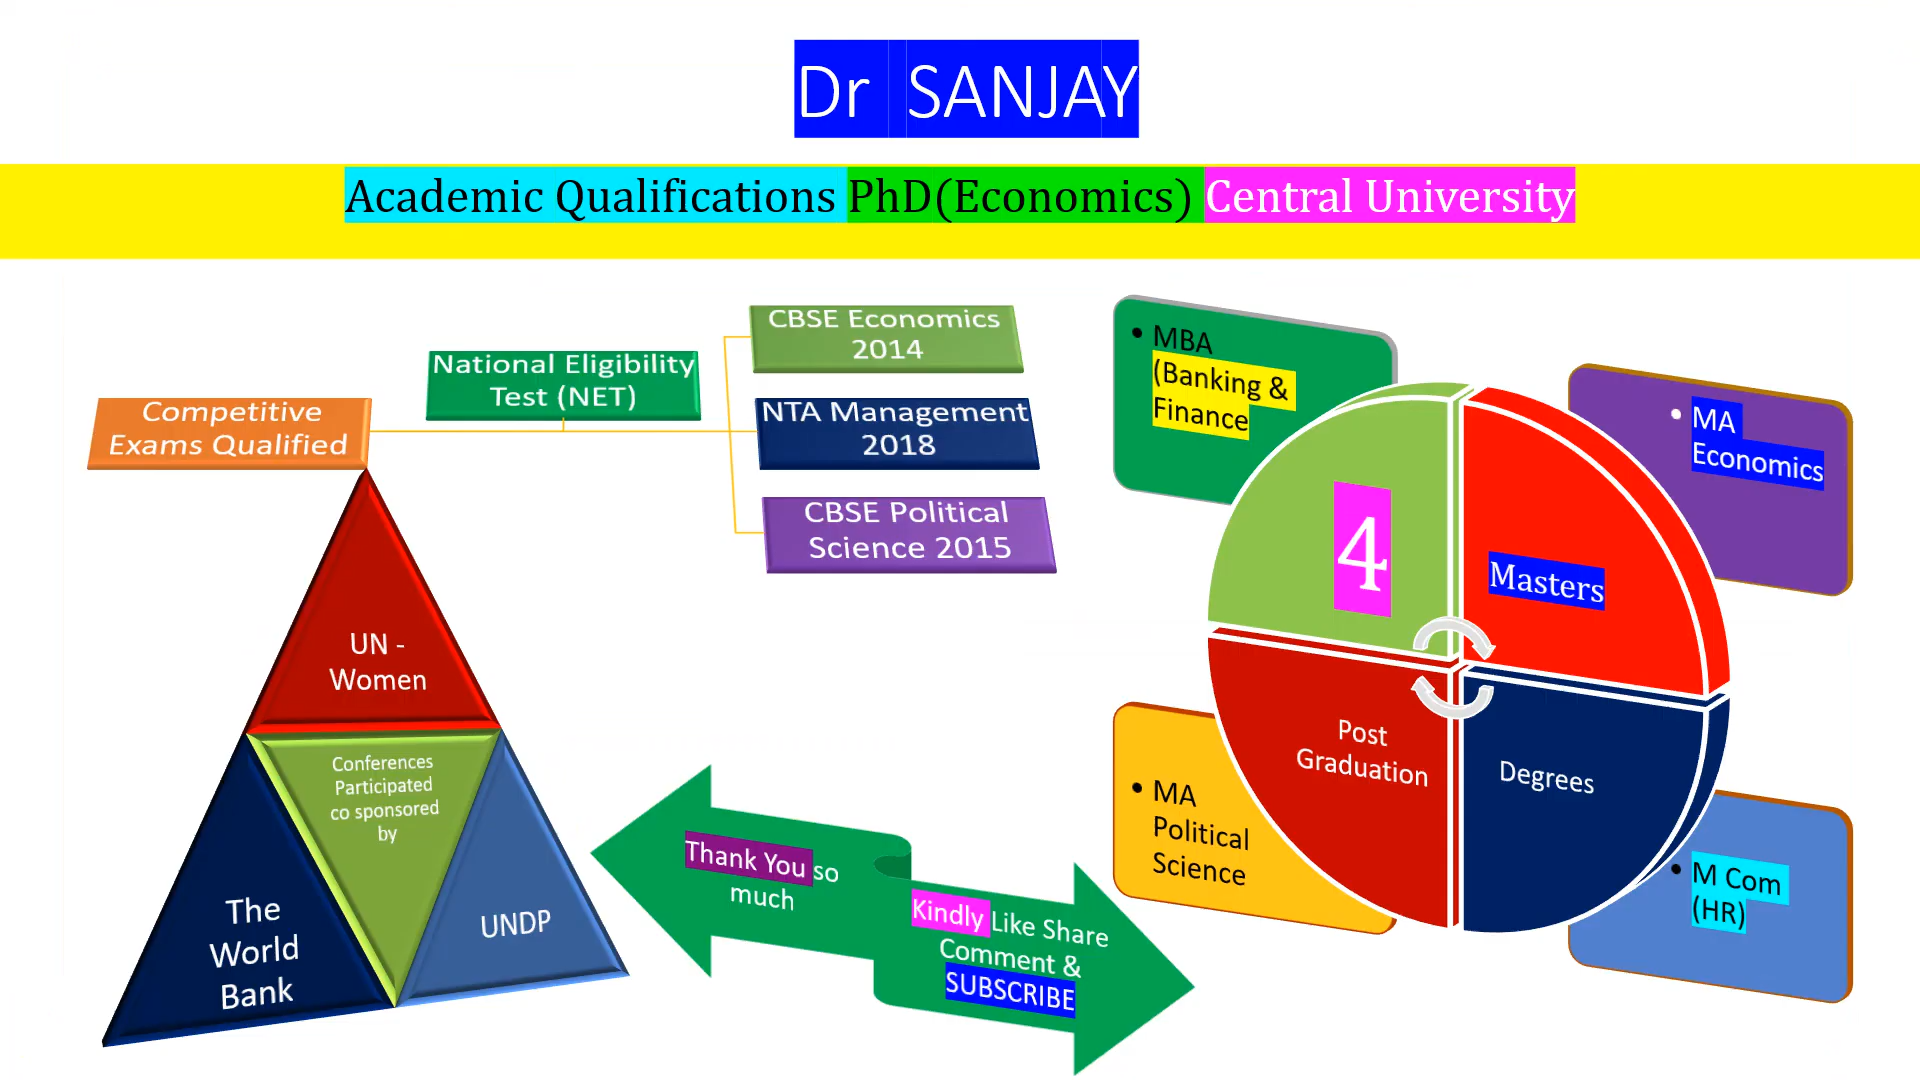 Dr SANJAY
Academic Qualifications PhD(Economics) Central University
Competitive
Exams Qualified
National Eligibility
Test (NET)
CBSE Economics
2014
NTA Management
2018
CBSE Political
Science 2015
UN -
Women
Conferences
Participated
co sponsored
by
The
World
Bank
UNDP
Thank You so
much
Kindly Like Share
Comment &
SUBSCRIBE
• MBA
(Banking &
Finance
• MA
Economics
4
Masters
Post
Graduation
Degrees
• MA
Political
Science
• M Com
(HR)